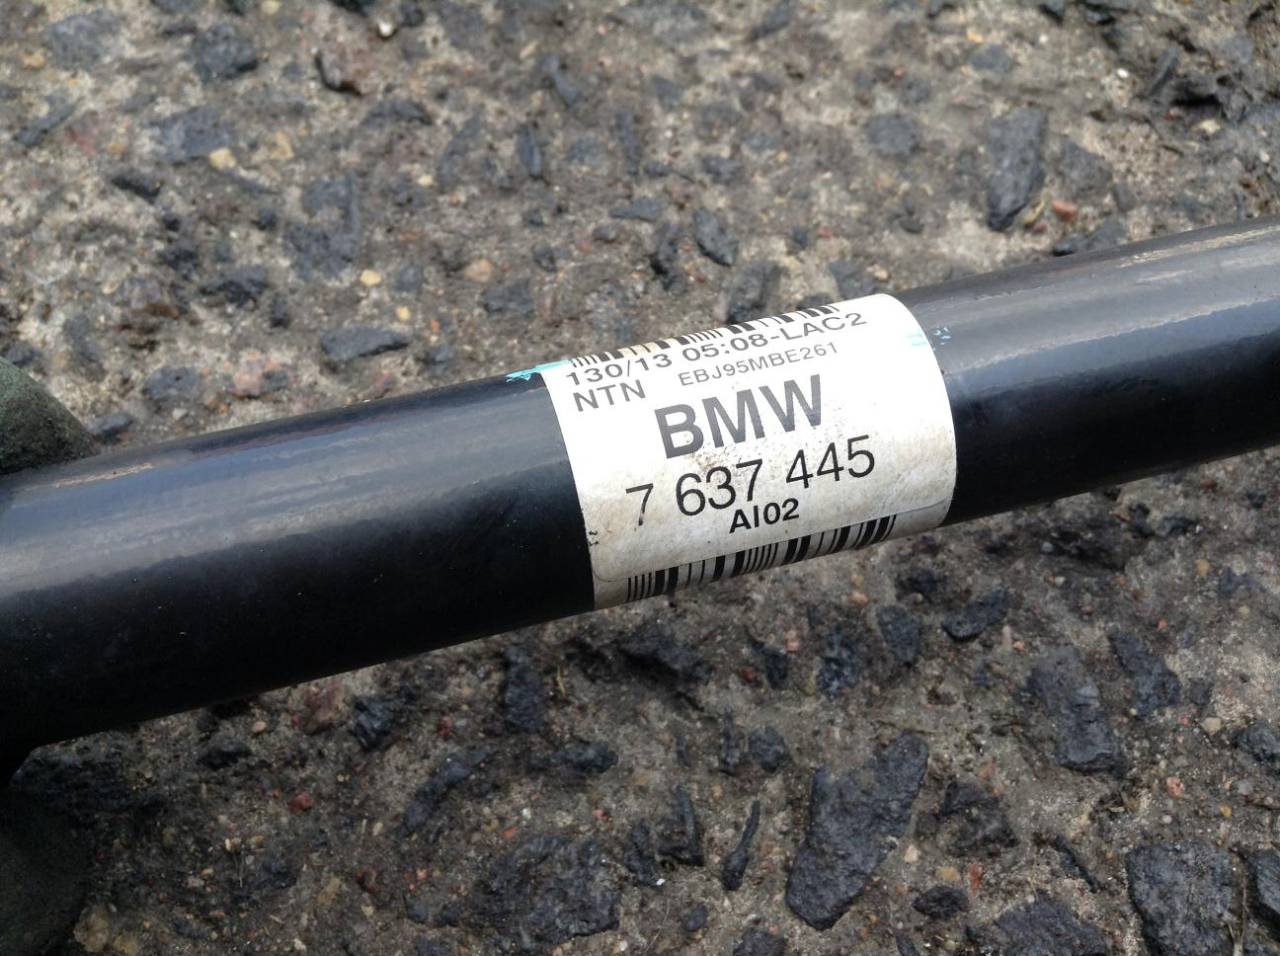 130/13 05:08-LAC2
NTN EBJ95MBE261
BMW
7 637 445
AI02